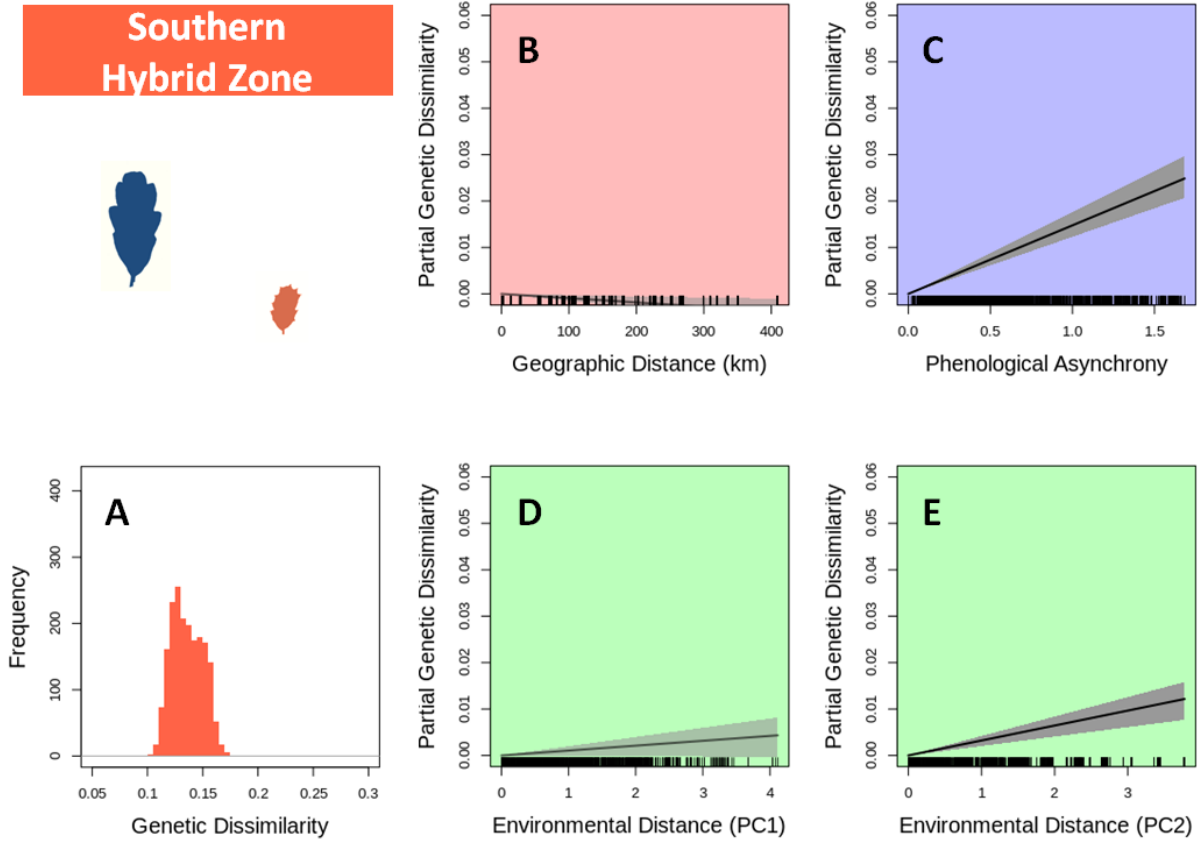 Southern
Hybrid Zone
B
Partial Genetic Dissimilarity
0.00 0.01 0.02 0.03 0.04 0.05 0.06
0 100 200 300 400
Geographic Distance (km)
C
Partial Genetic Dissimilarity
0.00 0.01 0.02 0.03 0.04 0.05 0.06
0.0 0.5 1.0 1.5
Phenological Asynchrony
A
Frequency
0 100 200 300 400
0.05 0.1 0.15 0.2 0.25 0.3
Genetic Dissimilarity
D
Partial Genetic Dissimilarity
0.00 0.01 0.02 0.03 0.04 0.05 0.06
0 1 2 3 4
Environmental Distance (PC1)
E
Partial Genetic Dissimilarity
0.00 0.01 0.02 0.03 0.04 0.05 0.06
0 1 2 3
Environmental Distance (PC2)